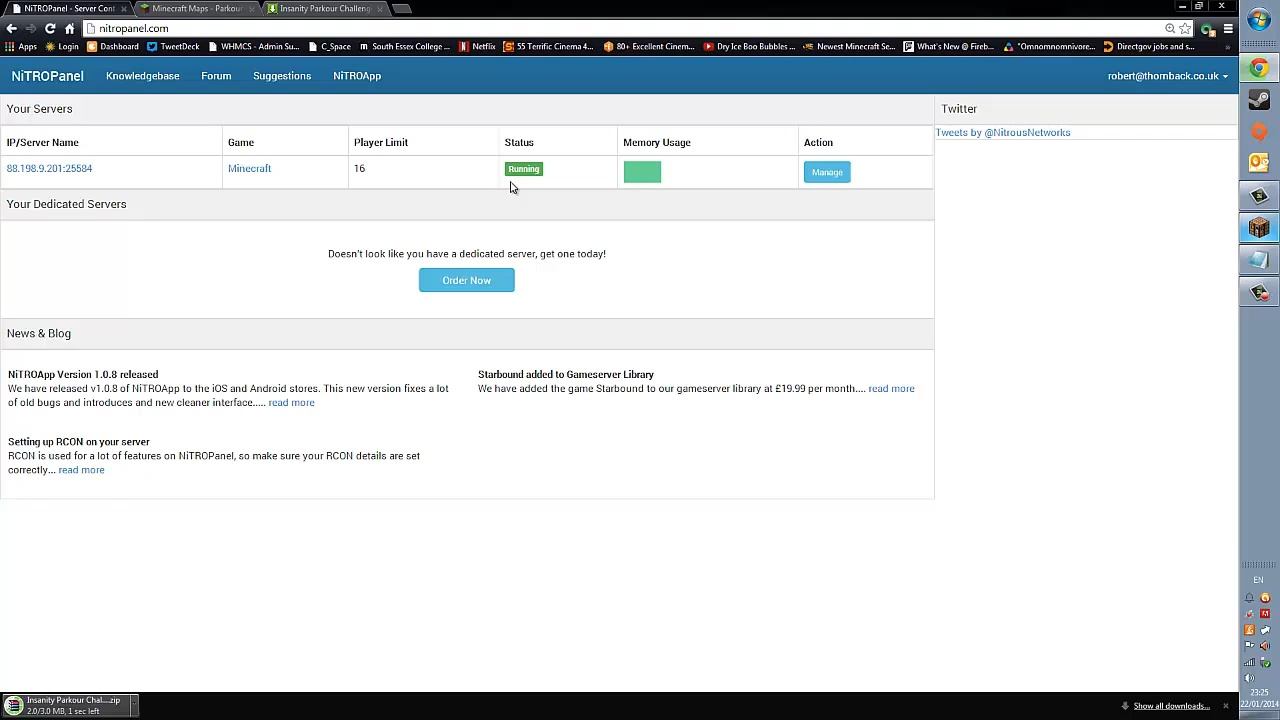 NiTROPanel - Server Cont
Minecraft Maps - Parkour
Insanity Parkour Challeng
nitropanel.com
Apps
Login
Dashboard
TweetDeck
WHMCS - Admin Su...
C_Space
South Essex College ...
Netflix
55 Terrific Cinema 4...
80+ Excellent Cinem...
Dry Ice Boo Bubbles ...
Newest Minecraft Se...
What's New @ Fireb...
"Omnomnomnivore...
Directgov jobs and s...
»
NiTROPanel
Knowledgebase
Forum
Suggestions
NiTROApp
robert@thornback.co.uk
Your Servers
Twitter
Tweets by @NitrousNetworks
IP/Server Name
Game
Player Limit
Status
Memory Usage
Action
88.198.9.201:25584
Minecraft
16
Running
Manage
Your Dedicated Servers
Doesn't look like you have a dedicated server, get one today!
Order Now
News & Blog
NiTROApp Version 1.0.8 released
We have released v1.0.8 of NiTROApp to the iOS and Android stores. This new version fixes a lot
of old bugs and introduces and new cleaner interface..... read more
Starbound added to Gameserver Library
We have added the game Starbound to our gameserver library at £19.99 per month.... read more
Setting up RCON on your server
RCON is used for a lot of features on NiTROPanel, so make sure your RCON details are set
correctly... read more
EN
23:25
22/01/2014
Insanity Parkour Chal....zip
2.0/3.0 MB, 1 sec left
Show all downloads...